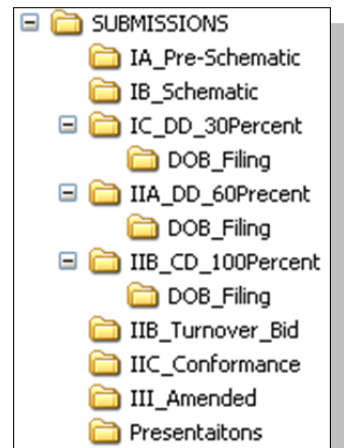 SUBMISSIONS
IA_Pre-Schematic
IB_Schematic
IC_DD_30Percent
DOB_Filing
IIA_DD_60Precent
DOB_Filing
IIB_CD_100Percent
DOB_Filing
IIB_Turnover_Bid
IIC_Conformance
III_Amended
Presentaitons